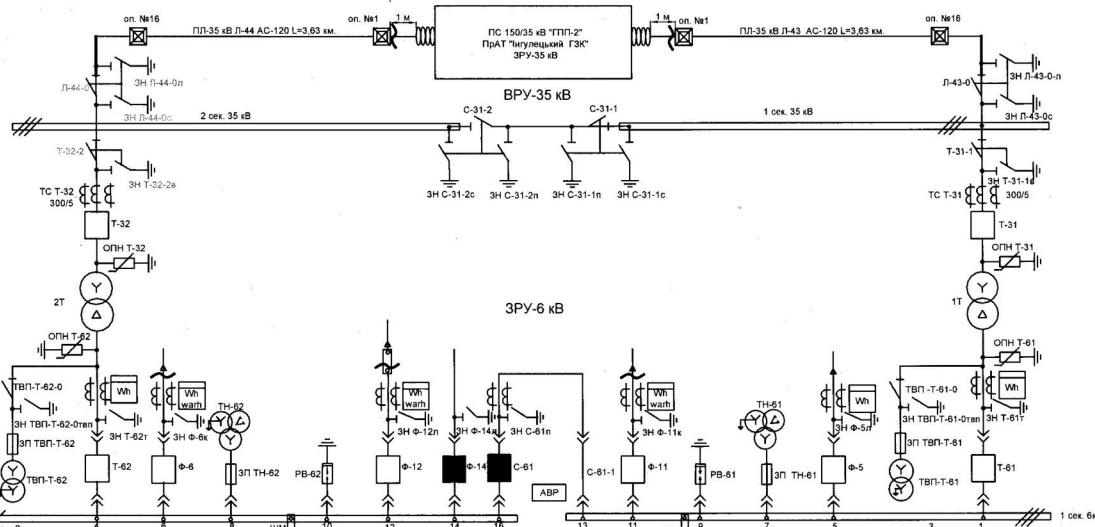 оп. №16
ПЛ-35 кВ Л-44 АС-120 L=3,63 км.
оп. №1
1 м
ПС 150/35 кВ "ГПП-2"
ПрАТ "Інгулецький ГЗК"
ЗРУ-35 кВ
1 м
оп. №1
ПЛ-35 кВ Л-43 АС-120 L=3,63 км.
оп. №16
Л-44-0
ЗН Л-44-0л
ЗН Л-44-0с
ВРУ-35 кВ
Л-43-0
ЗН Л-43-0-л
ЗН Л-43-0с
2 сек. 35 кВ
С-31-2
С-31-1
1 сек. 35 кВ
Т-32-2
ЗН Т-32-2в
ЗН С-31-2с
ЗН С-31-2п
ЗН С-31-1п
ЗН С-31-1с
Т-31-1
ЗН Т-31-1в
ТС Т-32
300/5
Т-32
ТС Т-31
300/5
Т-31
ОПН Т-32
ОПН Т-31
2Т
1Т
ЗРУ-6 кВ
ОПН Т-62
ОПН Т-61
ТВП-Т-62-0
Wh
Wh
warh
ТН-62
Wh
warh
Wh
warh
ТН-61
Wh
ТВП -Т-61-0
Wh
ЗН ТВП-Т-62-0твп
ЗН Т-62т
ЗН Ф-6к
ЗН Ф-12л
ЗН Ф-14л
ЗН С-61п
ЗН Ф-11к
ЗН Ф-5л
ЗН ТВП-Т-61-0твп
ЗН Т-61т
ЗП ТВП-Т-62
ТВП-Т-62
Т-62
Ф-6
ЗП ТН-62
РВ-62
Ф-12
Ф-14
С-61
С-61-1
Ф-11
РВ-61
ЗП ТН-61
Ф-5
ЗП ТВП-Т-61
ТВП-Т-61
Т-61
АВР
4
6
8
10
12
14
16
13
11
9
7
5
3
1
1 сек. 6к